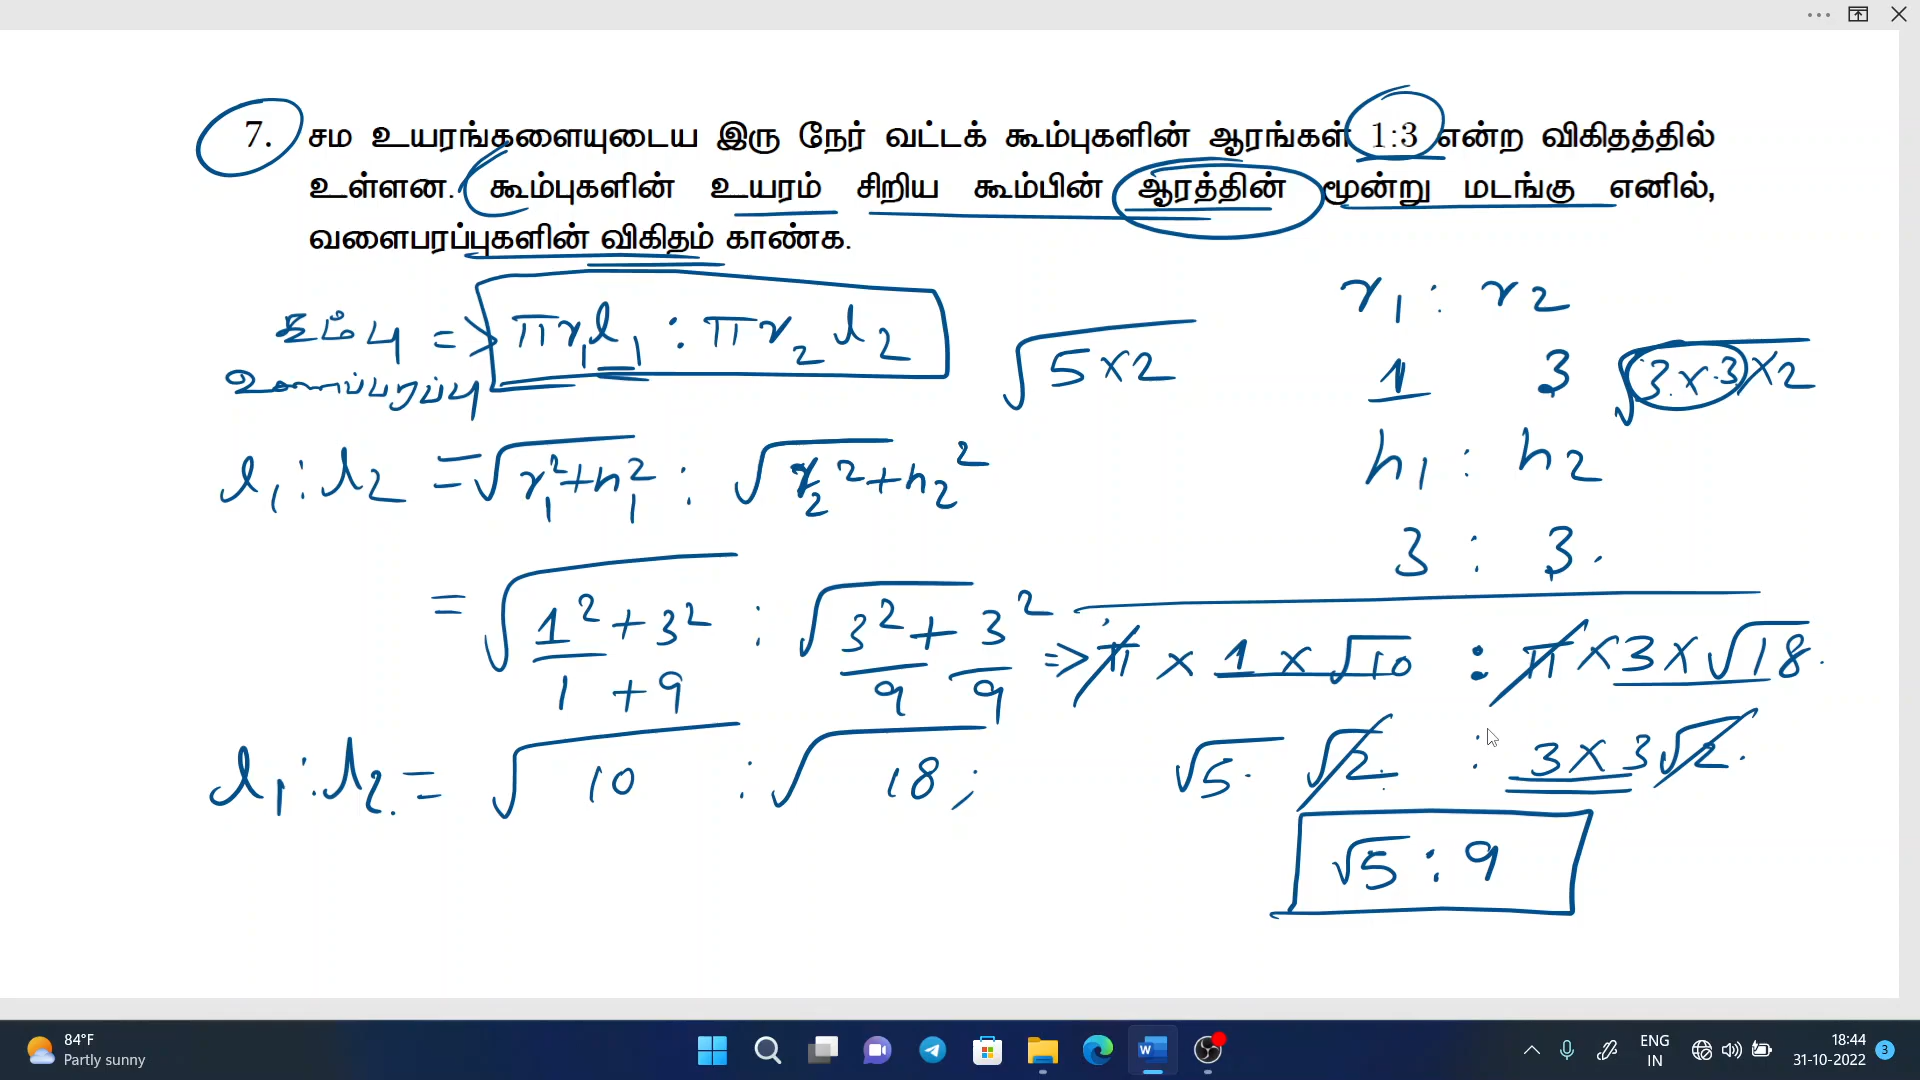 7. சம உயரங்களையுடைய இரு நேர் வட்டக் கூம்புகளின் ஆரங்கள் 1:3 என்ற விகிதத்தில்
உள்ளன. கூம்புகளின் உயரம் சிறிய கூம்பின் ஆரத்தின் மூன்று மடங்கு எனில்,
வளைபரப்புகளின் விகிதம் காண்க.
r₁ : r₂
=> πr₁l₁ : πr₂l₂
√5×2
1 3
√3×3×2
l₁ : l₂ = √r₁²+h₁² : √r₂²+h₂²
h₁ : h₂
3 : 3.
= √1²+3² : √3²+3²
=> π × 1 × √10 : π × 3 × √18.
1 + 9 9 9
l₁ : l₂ = √10 : √18 ;
√5 √2 : 3×3√2.
√5 : 9
84°F
Partly sunny
ENG
IN
18:44
31-10-2022
3